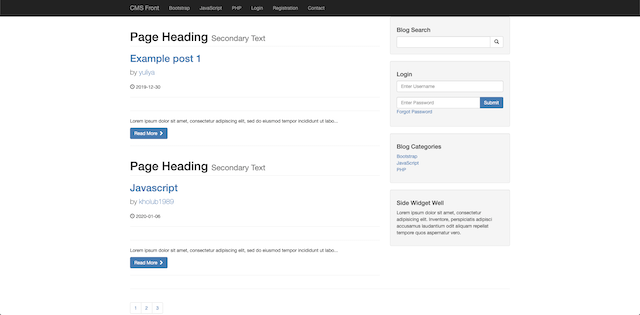 CMS Front Bootstrap JavaScript PHP Login Registration Contact
Page Heading Secondary Text
Example post 1
by yuliya
2019-12-30
Lorem ipsum dolor sit amet, consectetur adipiscing elit, sed do eiusmod tempor incididunt ut labo...
Read More
Page Heading Secondary Text
Javascript
by kholub1989
2020-01-06
Lorem ipsum dolor sit amet, consectetur adipiscing elit, sed do eiusmod tempor incididunt ut labo...
Read More
1 2 3
Blog Search
Login
Enter Username
Enter Password Submit
Forgot Password
Blog Categories
Bootstrap
JavaScript
PHP
Side Widget Well
Lorem ipsum dolor sit amet, consectetur
adipisicing elit. Inventore, perspiciatis adipisci
accusamus laudantium odit aliquam repellat
tempore quos aspernatur vero.